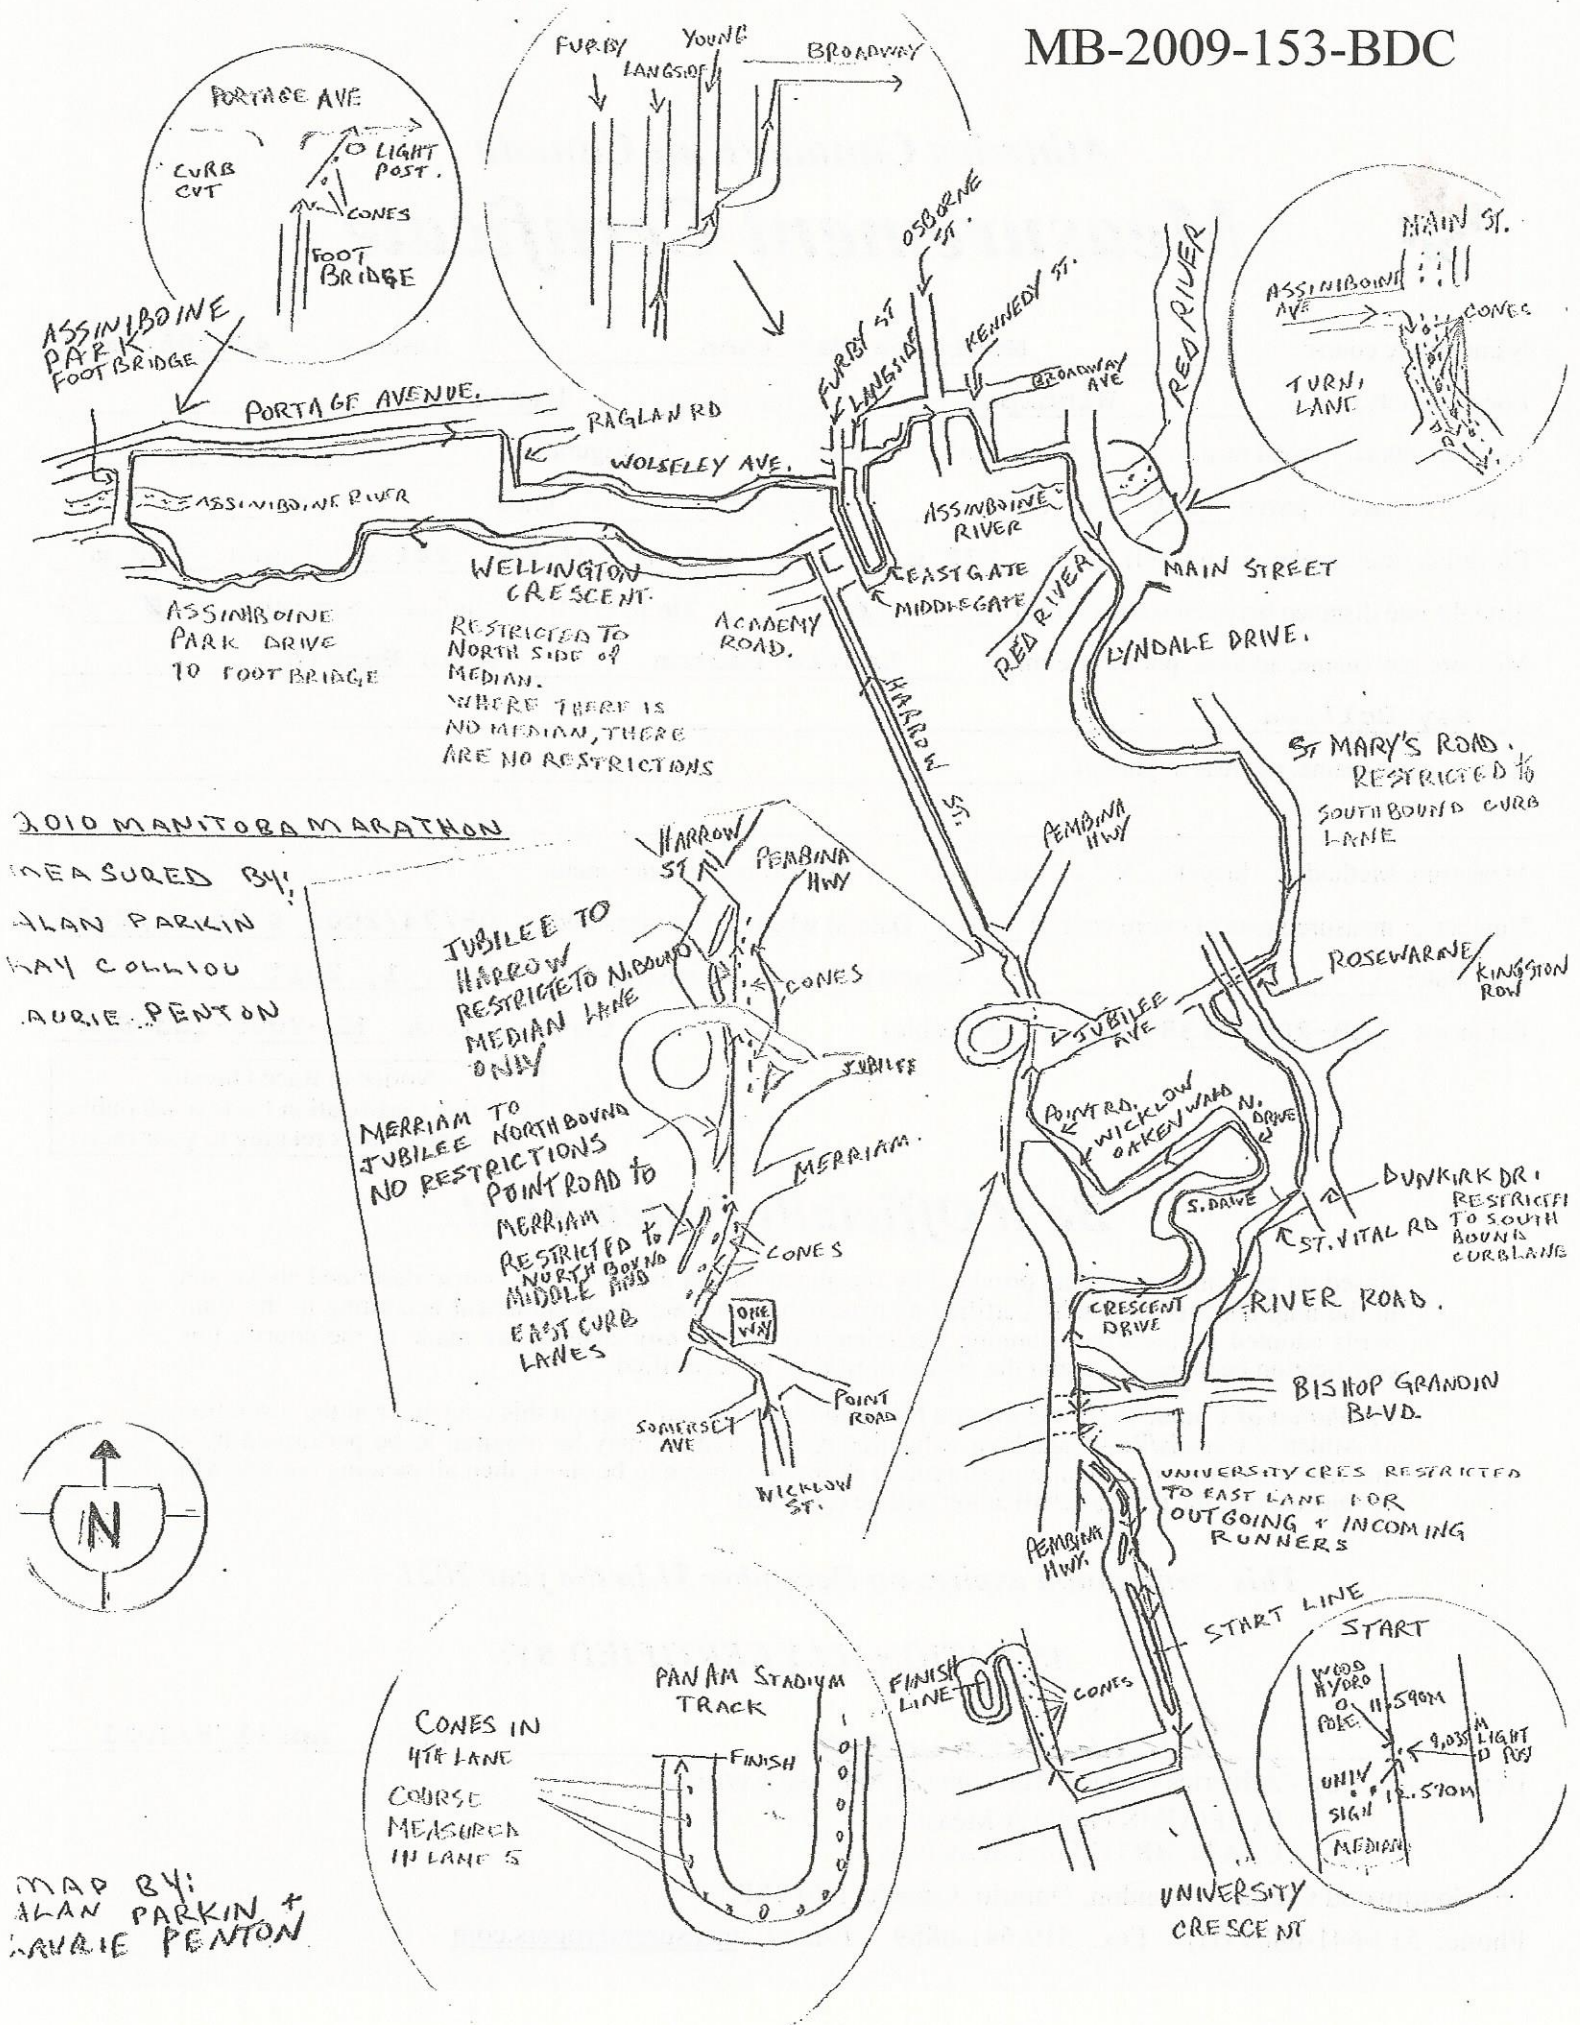 MB-2009-153-BDC
PORTAGE AVE
CURB
CUT
LIGHT
POST.
CONES
FOOT
BRIDGE
FURBY
LANGSIDE
YOUNG
BROADWAY
OSBORNE
ST.
KENNEDY ST.
RED RIVER
MAIN ST.
ASSINIBOINE
AVE
CONES
TURN
LANE
ASSINIBOINE
PARK
FOOTBRIDGE
PORTAGE AVENUE.
RAGLAN RD
WOLSELEY AVE.
FURBY ST
LANGSIDE
BROADWAY
AVE
ASSINIBOINE RIVER
ASSINBOINE
RIVER
WELLINGTON
CRESCENT.
RESTRICTED TO
NORTH SIDE OF
MEDIAN.
WHERE THERE IS
NO MEDIAN, THERE
ARE NO RESTRICTIONS
ASSINIBOINE
PARK DRIVE
TO FOOTBRIDGE
ACADEMY
ROAD.
EASTGATE
MIDDLEGATE
RED RIVER
MAIN STREET
LYNDALE DRIVE.
HARROW ST.
ST MARY'S ROAD.
RESTRICTED to
SOUTHBOUND CURB
LANE
2010 MANITOBA MARATHON
MEASURED BY:
ALAN PARKIN
KAY COLLIOU
LAURIE PENTON
HARROW
ST
PEMBINA
HWY
JUBILEE TO
HARROW
RESTRICTE TO N.BOUND
MEDIAN LANE
ONLY
CONES
JUBILEE
MERRIAM TO
JUBILEE NORTHBOUND
NO RESTRICTIONS
MERRIAM.
POINT ROAD to
MERRIAM
RESTRICTED to
NORTH BOUND
MIDDLE AND
EAST CURB
LANES
CONES
ONE
WAY
POINT
ROAD
SOMERSET
AVE
WICKLOW
ST.
PEMBINA
HWY
ROSEWARNE/
KINGSTON
ROW
JUBILEE
AVE
POINT RD.
WICKLOW
OAKENWALD
N.
DRIVE
S. DRIVE
DUNKIRK DR.
RESTRICTED
TO SOUTH
BOUND
CURB LANE
ST. VITAL RD
CRESCENT
DRIVE
RIVER ROAD.
BISHOP GRANDIN
BLVD.
UNIVERSITY CRES RESTRICTED
TO EAST LANE FOR
OUTGOING + INCOMING
RUNNERS
PEMBINA
HWY.
START LINE
N
FINISH
LINE
CONES
PAN AM STADIUM
TRACK
FINISH
CONES IN
4TH LANE
COURSE
MEASURED
IN LANE 5
START
WOOD
HYDRO
POLE
11.590M
9.035 M
LIGHT
POST
UNIV
SIGN
12.570M
MEDIAN
UNIVERSITY
CRESCENT
MAP BY:
ALAN PARKIN +
LAURIE PENTON